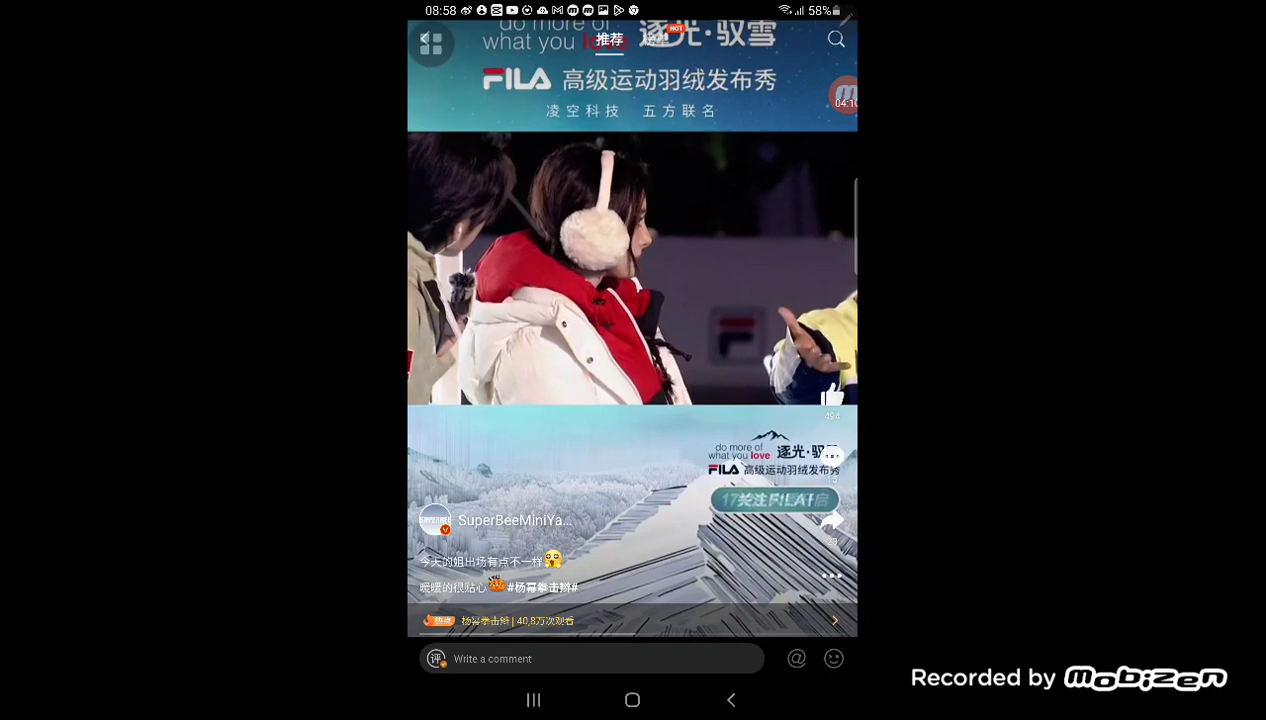 08:58
58%
do more of
what you love
逐光·驭雪
推荐
HOT
FILA 高级运动羽绒发布秀
凌空科技 五方联名
04:10
494
do more of
what you love
逐光·驭雪
FILA 高级运动羽绒发布秀
SuperBeeMiniYa...
今天的姐出场有点不一样
暖暖的很贴心 #杨幂拳击辫#
热点 杨幂拳击辫 | 40.8万次观看
评 Write a comment
Recorded by mobizen